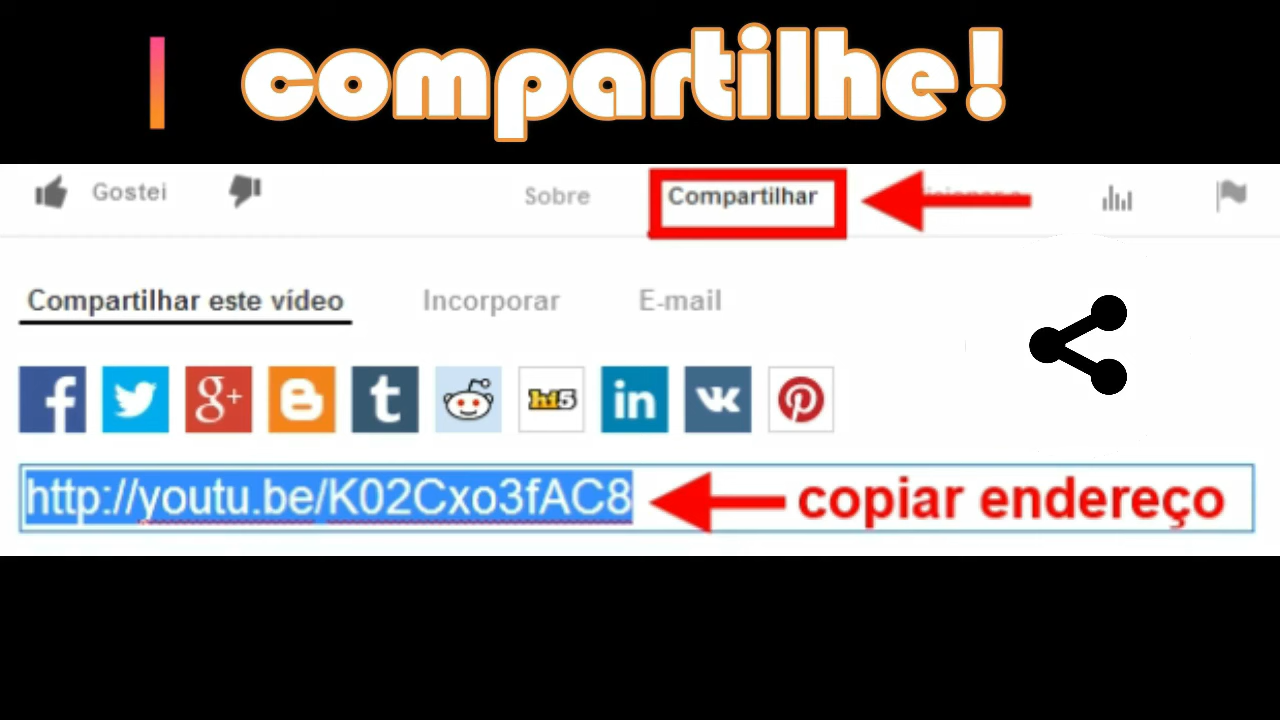 compartilhe!
Gostei Sobre Compartilhar
Compartilhar este vídeo Incorporar E-mail
f g+ B t hi5 in
http://youtu.be/K02Cxo3fAC8 copiar endereço